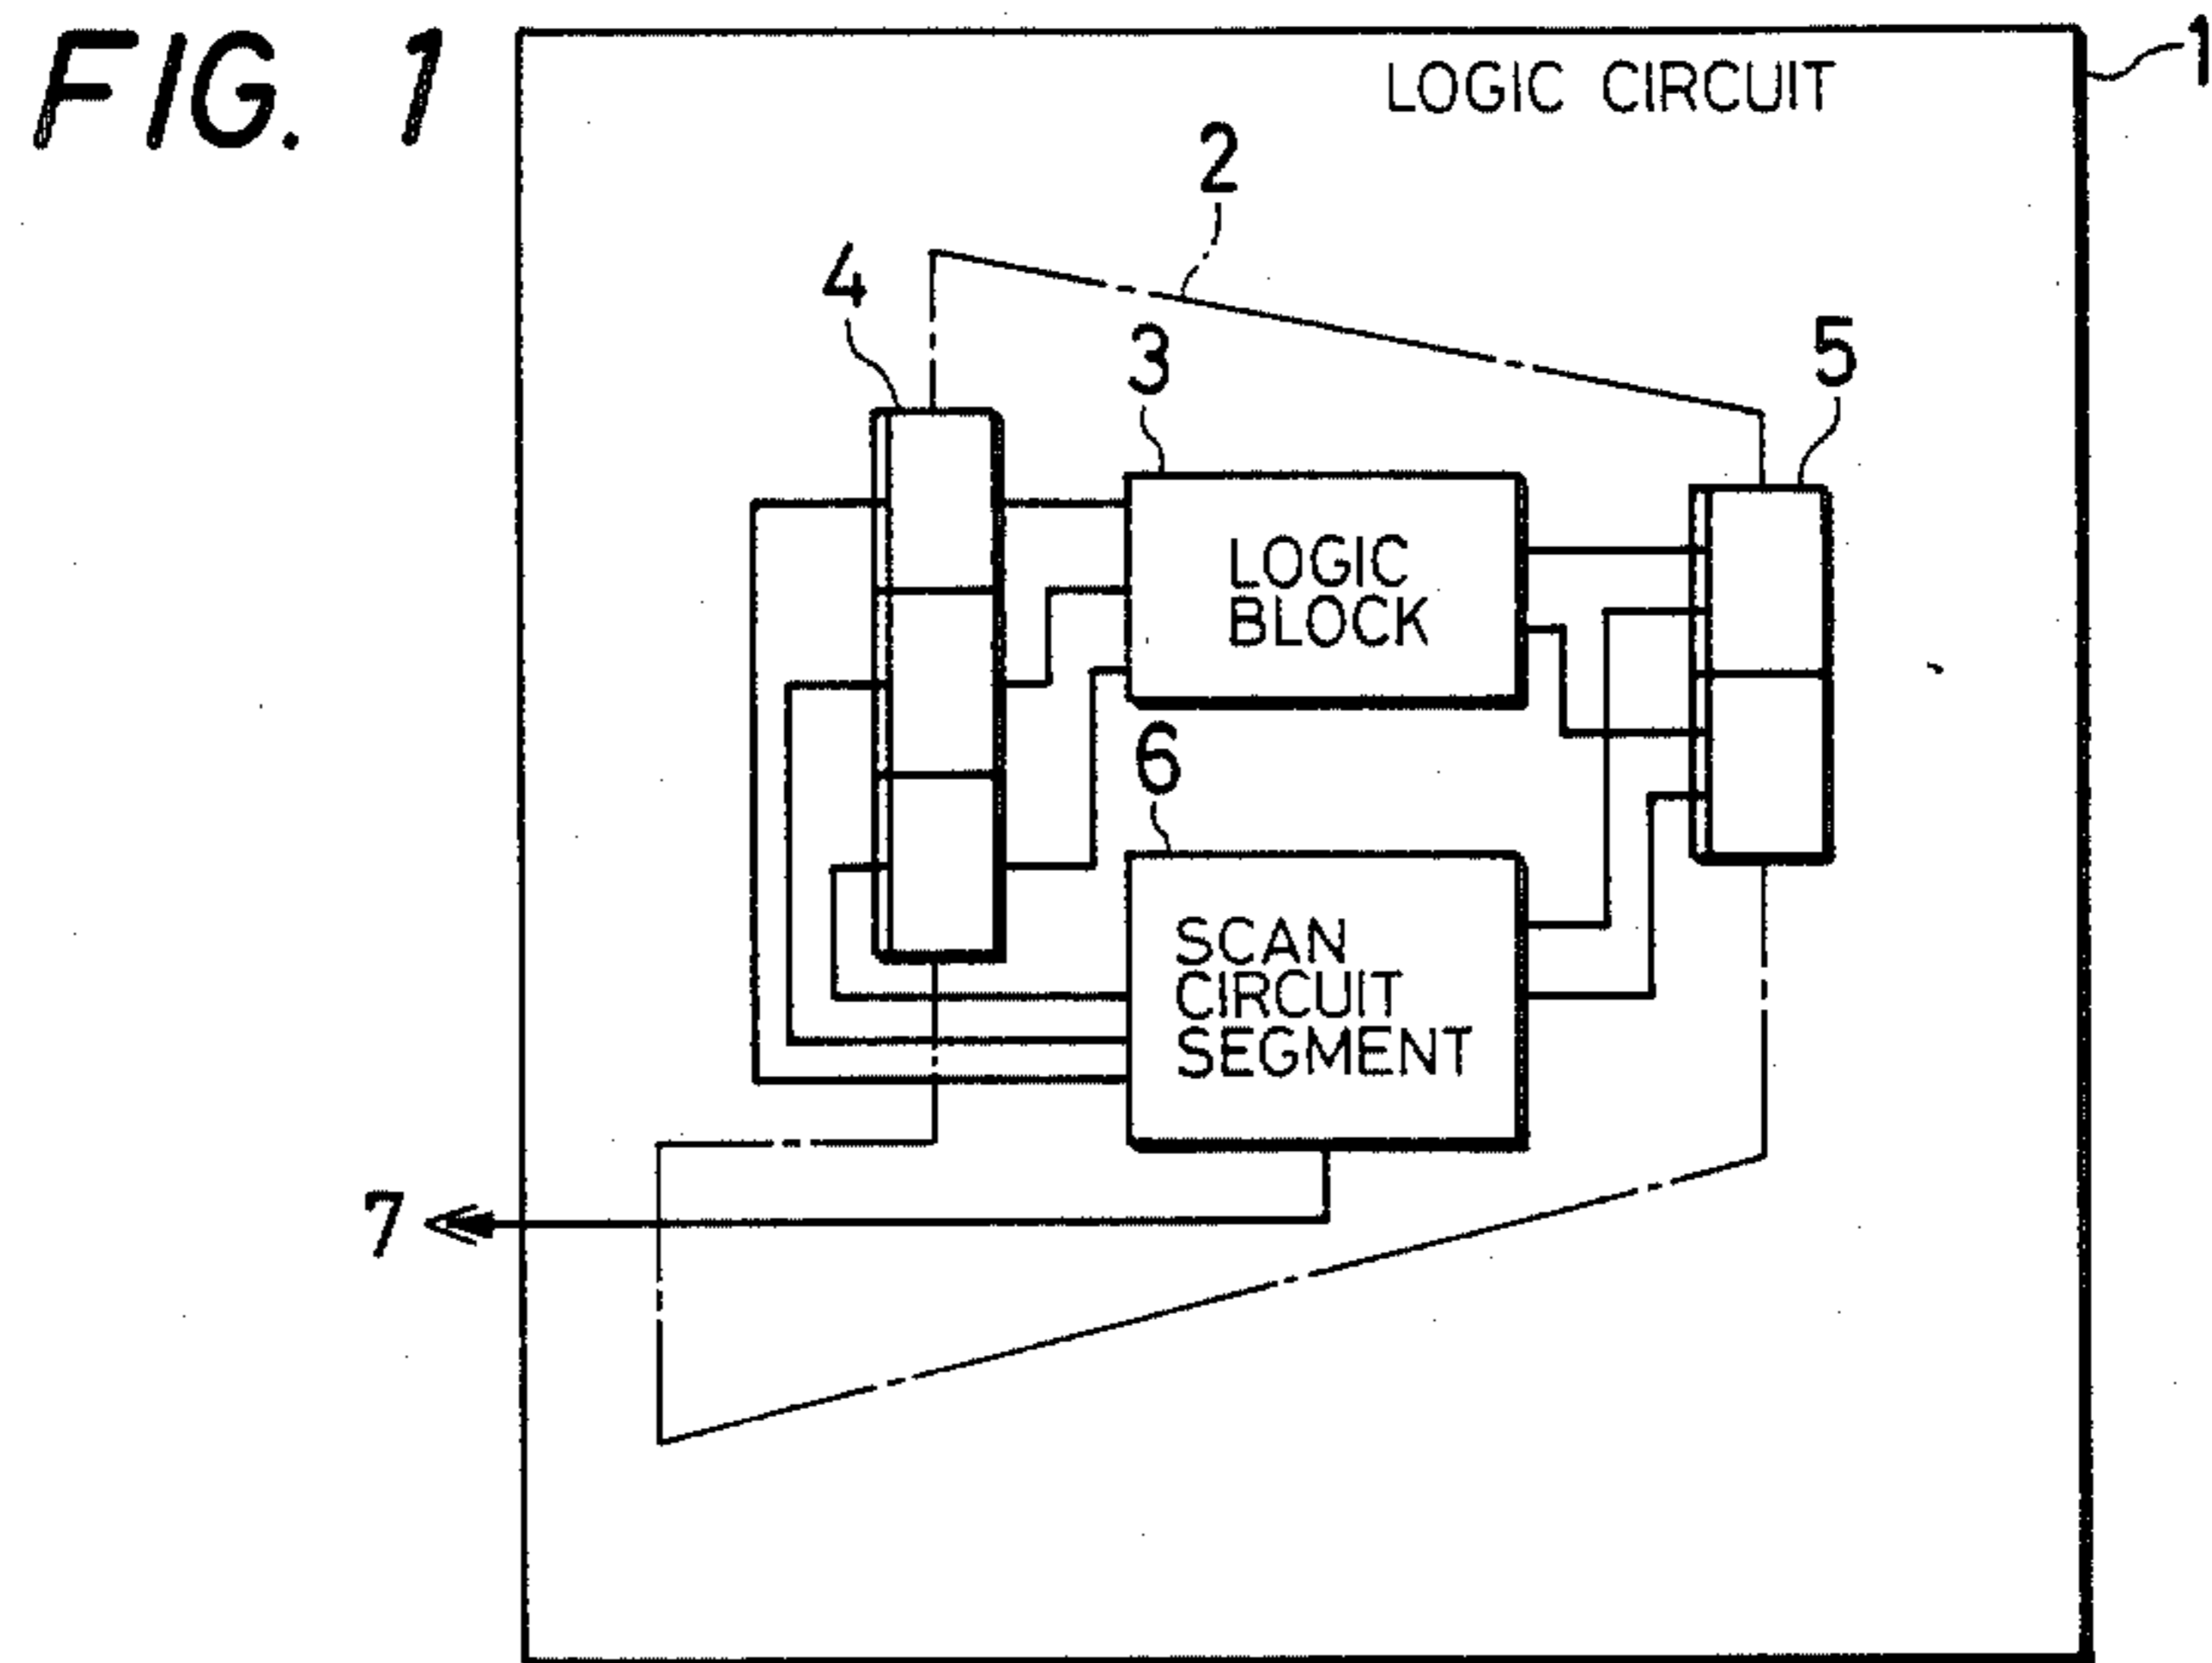 FIG. 1
LOGIC CIRCUIT
1
2
4
3
5
LOGIC
BLOCK
6
SCAN
CIRCUIT
SEGMENT
7